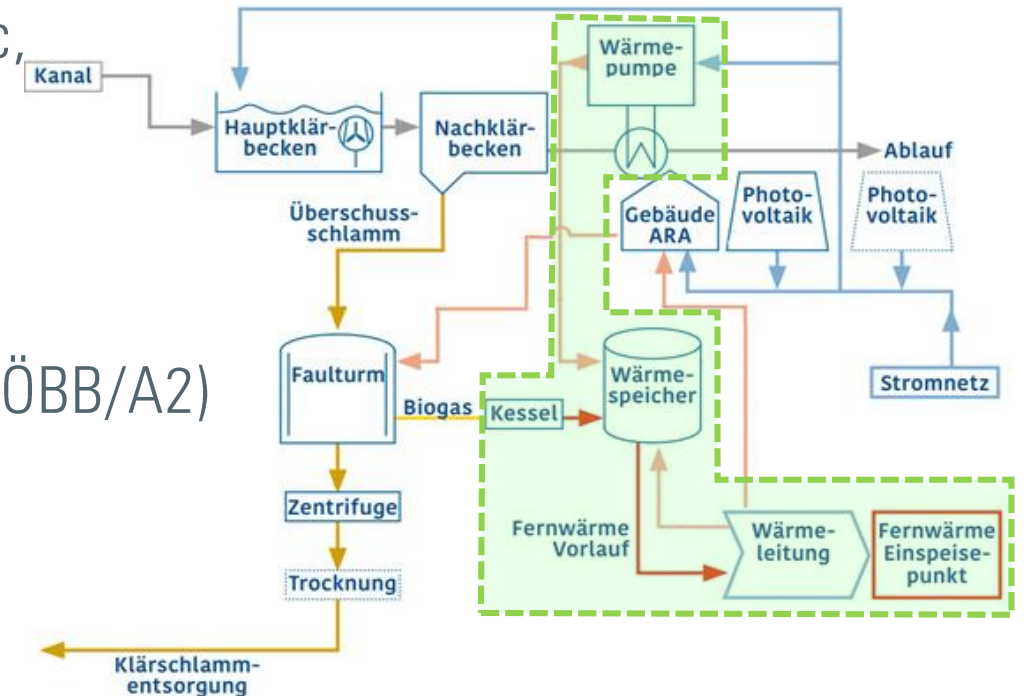 c,
Kanal
Wärme-
pumpe
Hauptklär-
becken
Nachklär-
becken
Ablauf
Überschuss-
schlamm
Gebäude
ARA
Photo-
voltaik
Photo-
voltaik
ÖBB/A2)
Faulturm
Wärme-
speicher
Stromnetz
Biogas
Kessel
Zentrifuge
Fernwärme
Vorlauf
Wärme-
leitung
Fernwärme
Einspeise-
punkt
Trocknung
Klärschlamm-
entsorgung